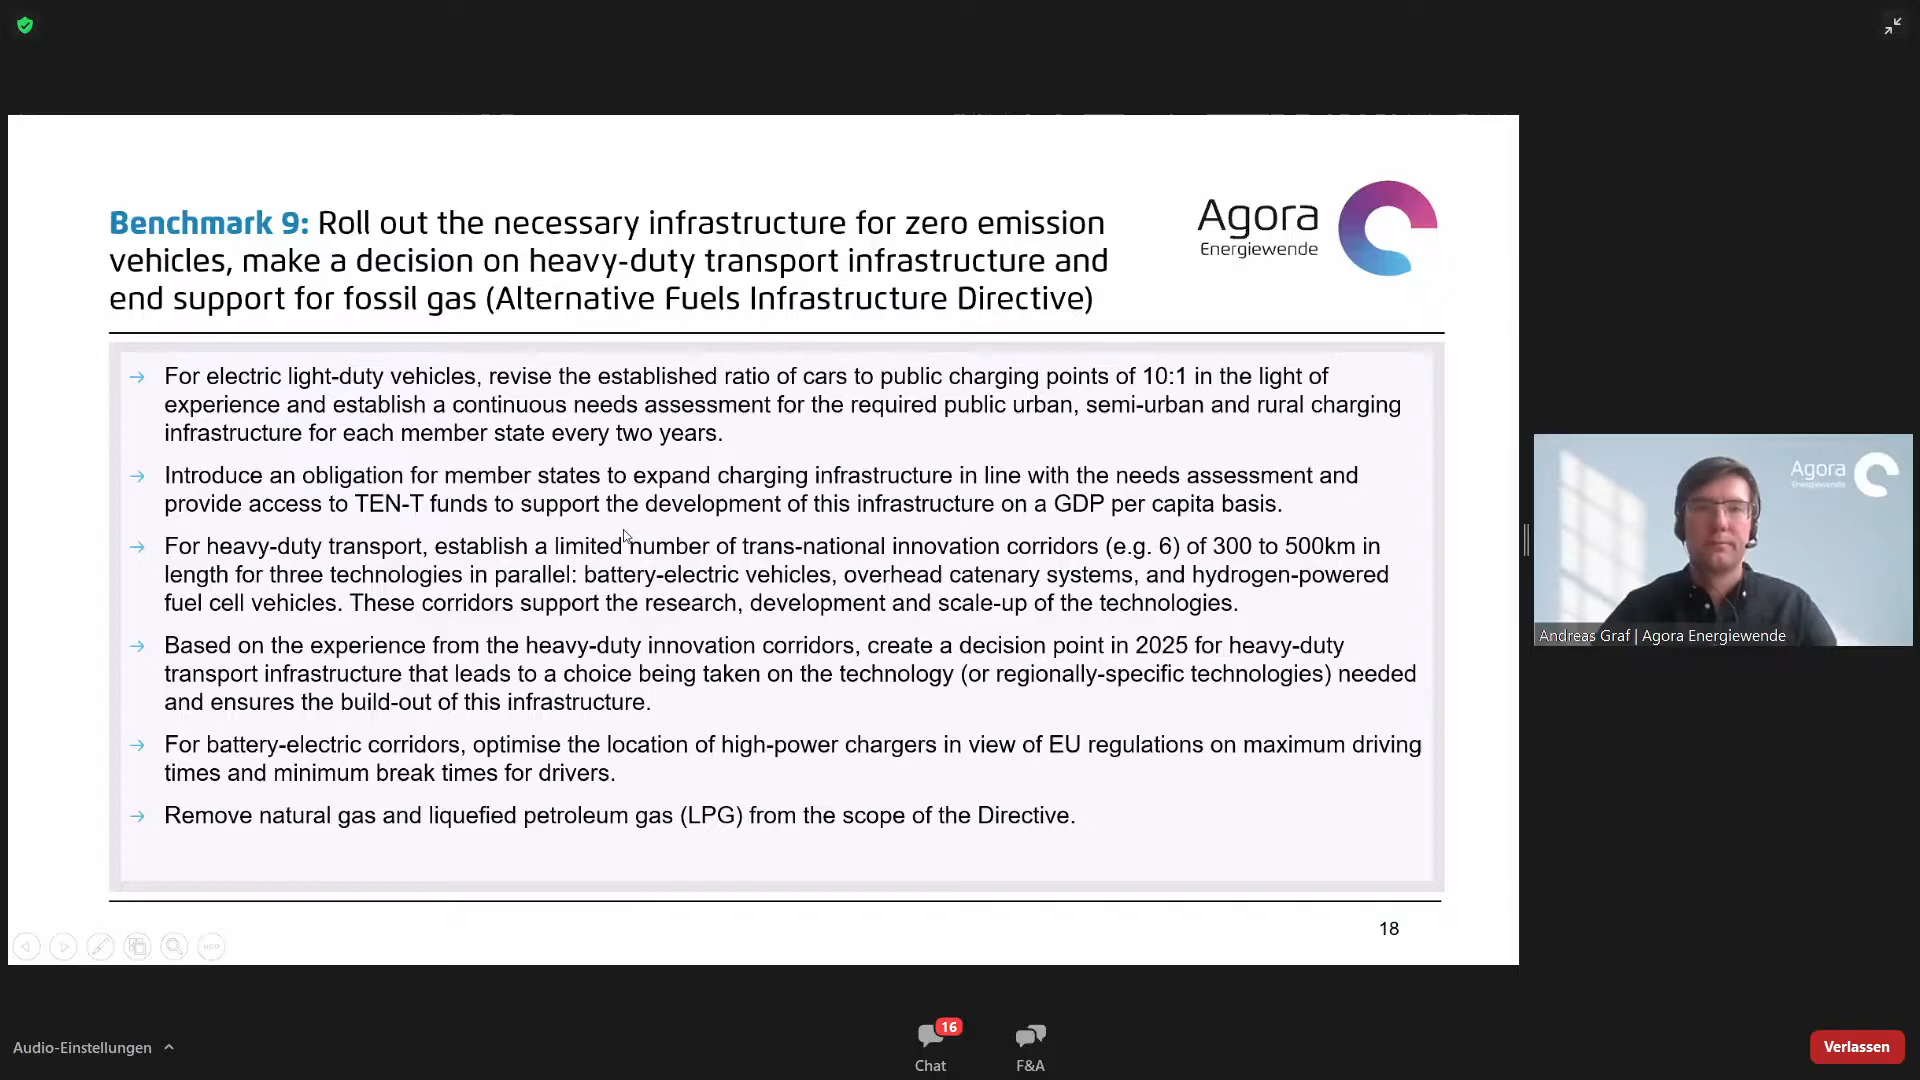 Benchmark 9: Roll out the necessary infrastructure for zero emission
vehicles, make a decision on heavy-duty transport infrastructure and
end support for fossil gas (Alternative Fuels Infrastructure Directive)
Agora
Energiewende
→ For electric light-duty vehicles, revise the established ratio of cars to public charging points of 10:1 in the light of
experience and establish a continuous needs assessment for the required public urban, semi-urban and rural charging
infrastructure for each member state every two years.
→ Introduce an obligation for member states to expand charging infrastructure in line with the needs assessment and
provide access to TEN-T funds to support the development of this infrastructure on a GDP per capita basis.
→ For heavy-duty transport, establish a limited number of trans-national innovation corridors (e.g. 6) of 300 to 500km in
length for three technologies in parallel: battery-electric vehicles, overhead catenary systems, and hydrogen-powered
fuel cell vehicles. These corridors support the research, development and scale-up of the technologies.
→ Based on the experience from the heavy-duty innovation corridors, create a decision point in 2025 for heavy-duty
transport infrastructure that leads to a choice being taken on the technology (or regionally-specific technologies) needed
and ensures the build-out of this infrastructure.
→ For battery-electric corridors, optimise the location of high-power chargers in view of EU regulations on maximum driving
times and minimum break times for drivers.
→ Remove natural gas and liquefied petroleum gas (LPG) from the scope of the Directive.
18
Agora
Energiewende
Andreas Graf | Agora Energiewende
Audio-Einstellungen
16
Chat
F&A
Verlassen